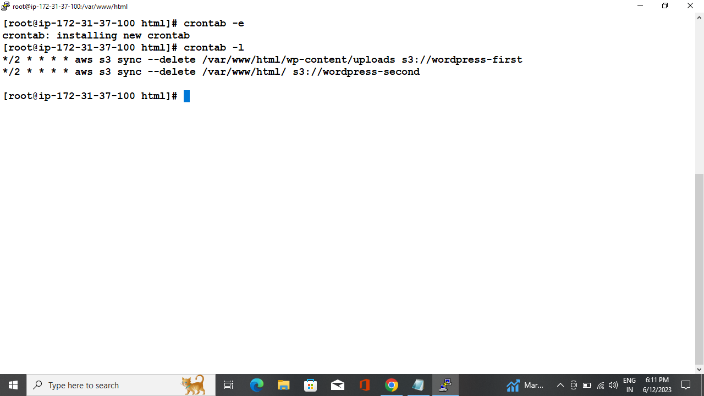 root@ip-172-31-37-100:/var/www/html
[root@ip-172-31-37-100 html]# crontab -e
crontab: installing new crontab
[root@ip-172-31-37-100 html]# crontab -l
*/2 * * * * aws s3 sync --delete /var/www/html/wp-content/uploads s3://wordpress-first
*/2 * * * * aws s3 sync --delete /var/www/html/ s3://wordpress-second
[root@ip-172-31-37-100 html]#
Type here to search
Mar...
ENG
IN
6:11 PM
6/12/2023